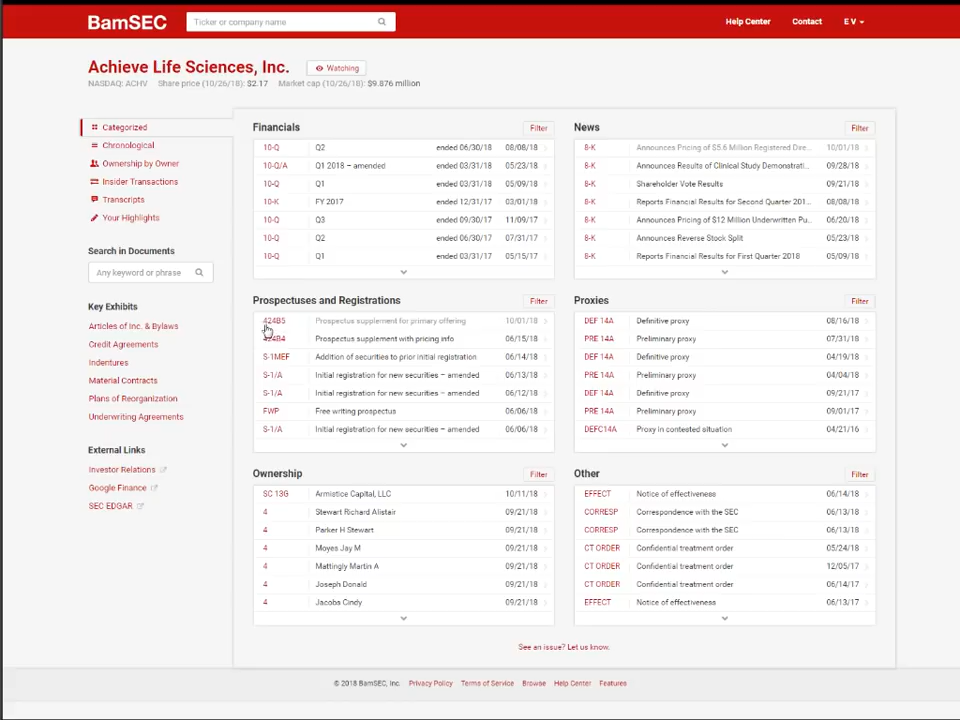 BamSEC
Ticker or company name
Help Center
Contact
E V
Achieve Life Sciences, Inc.
Watching
NASDAQ: ACHV Share price (10/26/18): $2.17 Market cap (10/26/18): $9.876 million
Categorized
Chronological
Ownership by Owner
Insider Transactions
Transcripts
Your Highlights
Search in Documents
Any keyword or phrase
Key Exhibits
Articles of Inc. & Bylaws
Credit Agreements
Indentures
Material Contracts
Plans of Reorganization
Underwriting Agreements
External Links
Investor Relations
Google Finance
SEC EDGAR
Financials
Filter
10-Q Q2 ended 06/30/18 08/08/18
10-Q/A Q1 2018 – amended ended 03/31/18 05/23/18
10-Q Q1 ended 03/31/18 05/09/18
10-K FY 2017 ended 12/31/17 03/01/18
10-Q Q3 ended 09/30/17 11/09/17
10-Q Q2 ended 06/30/17 07/31/17
10-Q Q1 ended 03/31/17 05/15/17
News
Filter
8-K Announces Pricing of $5.6 Million Registered Dire... 10/01/18
8-K Announces Results of Clinical Study Demonstrati... 09/28/18
8-K Shareholder Vote Results 09/21/18
8-K Reports Financial Results for Second Quarter 201... 08/08/18
8-K Announces Pricing of $12 Million Underwritten Pu... 06/20/18
8-K Announces Reverse Stock Split 05/23/18
8-K Reports Financial Results for First Quarter 2018 05/09/18
Prospectuses and Registrations
Filter
424B5 Prospectus supplement for primary offering 10/01/18
424B4 Prospectus supplement with pricing info 06/15/18
S-1MEF Addition of securities to prior initial registration 06/14/18
S-1/A Initial registration for new securities – amended 06/13/18
S-1/A Initial registration for new securities – amended 06/12/18
FWP Free writing prospectus 06/06/18
S-1/A Initial registration for new securities – amended 06/06/18
Proxies
Filter
DEF 14A Definitive proxy 08/16/18
PRE 14A Preliminary proxy 07/31/18
DEF 14A Definitive proxy 04/19/18
PRE 14A Preliminary proxy 04/04/18
DEF 14A Definitive proxy 09/21/17
PRE 14A Preliminary proxy 09/01/17
DEFC14A Proxy in contested situation 04/21/16
Ownership
Filter
SC 13G Armistice Capital, LLC 10/11/18
4 Stewart Richard Alistair 09/21/18
4 Parker H Stewart 09/21/18
4 Moyes Jay M 09/21/18
4 Mattingly Martin A 09/21/18
4 Joseph Donald 09/21/18
4 Jacobs Cindy 09/21/18
Other
Filter
EFFECT Notice of effectiveness 06/14/18
CORRESP Correspondence with the SEC 06/13/18
CORRESP Correspondence with the SEC 06/13/18
CT ORDER Confidential treatment order 05/24/18
CT ORDER Confidential treatment order 12/05/17
CT ORDER Confidential treatment order 06/14/17
EFFECT Notice of effectiveness 06/13/17
See an issue? Let us know.
© 2018 BamSEC, Inc. Privacy Policy Terms of Service Browse Help Center Features